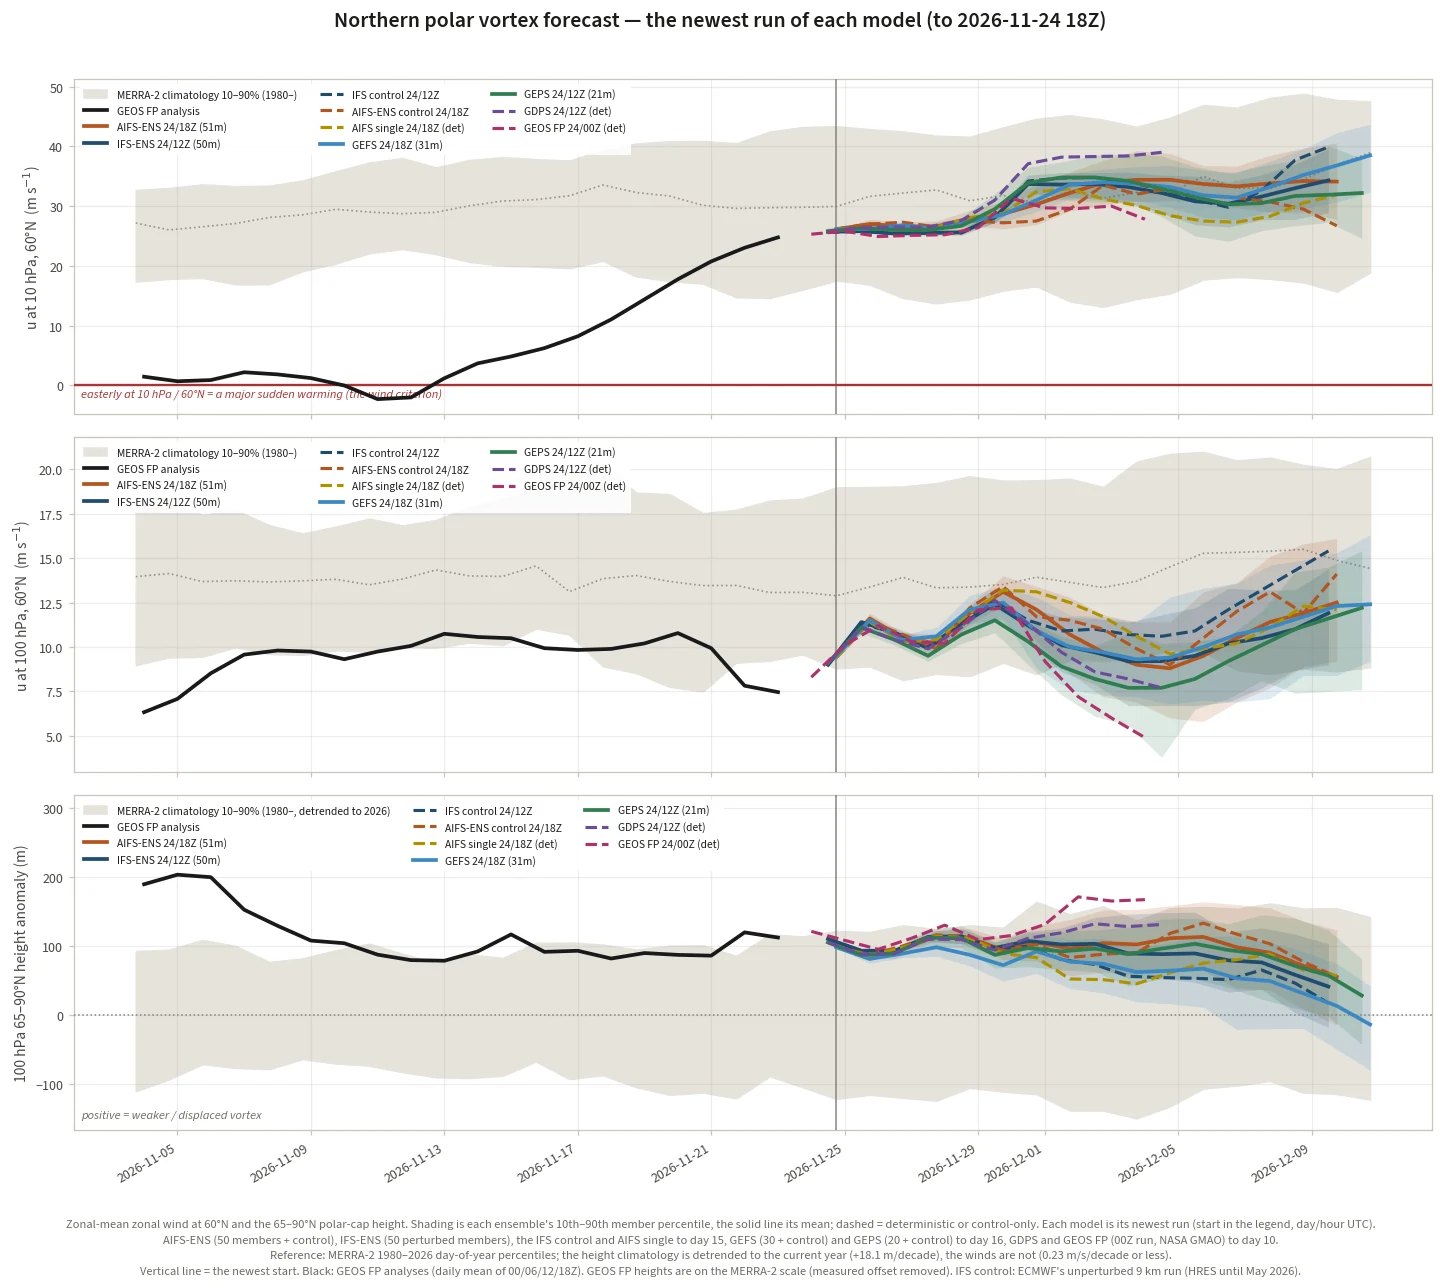 Northern polar vortex forecast — the newest run of each model (to 2026-11-24 18Z)
MERRA-2 climatology 10–90% (1980–)
GEOS FP analysis
AIFS-ENS 24/18Z (51m)
IFS-ENS 24/12Z (50m)
IFS control 24/12Z
AIFS-ENS control 24/18Z
AIFS single 24/18Z (det)
GEFS 24/18Z (31m)
GEPS 24/12Z (21m)
GDPS 24/12Z (det)
GEOS FP 24/00Z (det)
u at 10 hPa, 60°N (m s⁻¹)
50
40
30
20
10
0
easterly at 10 hPa / 60°N = a major sudden warming (the wind criterion)
MERRA-2 climatology 10–90% (1980–)
GEOS FP analysis
AIFS-ENS 24/18Z (51m)
IFS-ENS 24/12Z (50m)
IFS control 24/12Z
AIFS-ENS control 24/18Z
AIFS single 24/18Z (det)
GEFS 24/18Z (31m)
GEPS 24/12Z (21m)
GDPS 24/12Z (det)
GEOS FP 24/00Z (det)
u at 100 hPa, 60°N (m s⁻¹)
20.0
17.5
15.0
12.5
10.0
7.5
5.0
MERRA-2 climatology 10–90% (1980–, detrended to 2026)
GEOS FP analysis
AIFS-ENS 24/18Z (51m)
IFS-ENS 24/12Z (50m)
IFS control 24/12Z
AIFS-ENS control 24/18Z
AIFS single 24/18Z (det)
GEFS 24/18Z (31m)
GEPS 24/12Z (21m)
GDPS 24/12Z (det)
GEOS FP 24/00Z (det)
100 hPa 65–90°N height anomaly (m)
300
200
100
0
−100
positive = weaker / displaced vortex
2026-11-05
2026-11-09
2026-11-13
2026-11-17
2026-11-21
2026-11-25
2026-11-29
2026-12-01
2026-12-05
2026-12-09
Zonal-mean zonal wind at 60°N and the 65–90°N polar-cap height. Shading is each ensemble's 10th–90th member percentile, the solid line its mean; dashed = deterministic or control-only. Each model is its newest run (start in the legend, day/hour UTC).
AIFS-ENS (50 members + control), IFS-ENS (50 perturbed members), the IFS control and AIFS single to day 15, GEFS (30 + control) and GEPS (20 + control) to day 16, GDPS and GEOS FP (00Z run, NASA GMAO) to day 10.
Reference: MERRA-2 1980–2026 day-of-year percentiles; the height climatology is detrended to the current year (+18.1 m/decade), the winds are not (0.23 m/s/decade or less).
Vertical line = the newest start. Black: GEOS FP analyses (daily mean of 00/06/12/18Z). GEOS FP heights are on the MERRA-2 scale (measured offset removed). IFS control: ECMWF's unperturbed 9 km run (HRES until May 2026).